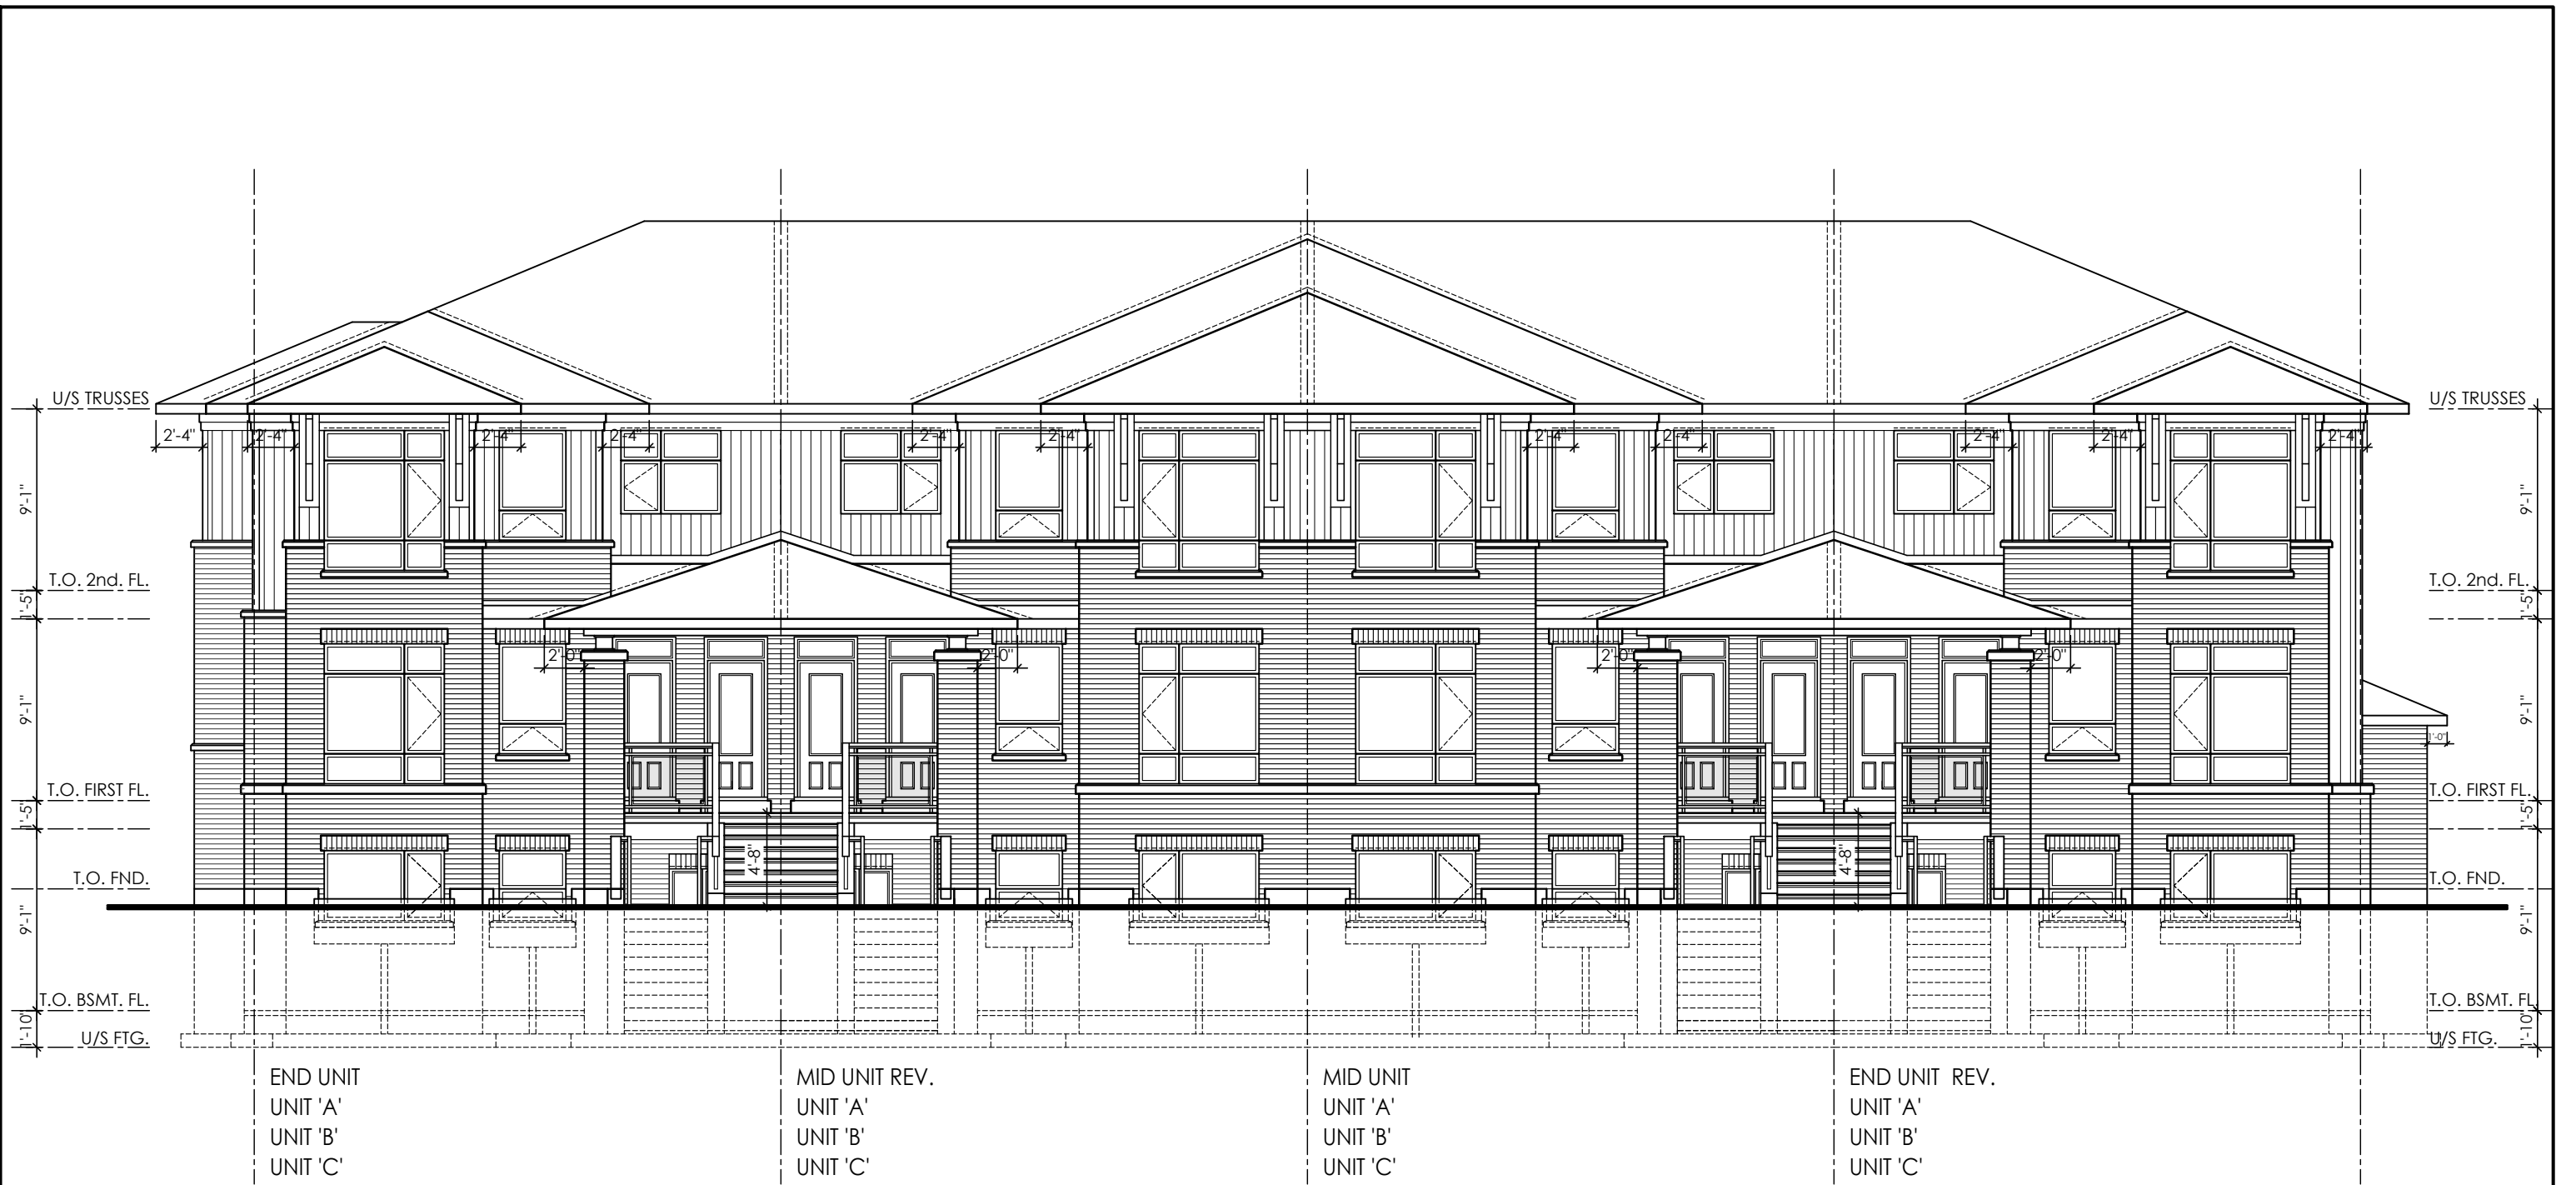 U/S TRUSSES
U/S TRUSSES
2'-4"
2'-4"
2'-4"
2'-4"
2'-4"
2'-4"
2'-4"
2'-4"
2'-4"
2'-4"
2'-4"
9'-1"
9'-1"
T.O. 2nd. FL.
T.O. 2nd. FL.
1'-5"
1'-5"
2'-0"
2'-0"
2'-0"
2'-0"
9'-1"
9'-1"
1'-0"
T.O. FIRST FL.
T.O. FIRST FL.
1'-5"
1'-5"
4'-8"
4'-8"
T.O. FND.
T.O. FND.
9'-1"
9'-1"
T.O. BSMT. FL.
T.O. BSMT. FL.
1'-10"
1'-10"
U/S FTG.
U/S FTG.
END UNIT
UNIT 'A'
UNIT 'B'
UNIT 'C'
MID UNIT REV.
UNIT 'A'
UNIT 'B'
UNIT 'C'
MID UNIT
UNIT 'A'
UNIT 'B'
UNIT 'C'
END UNIT REV.
UNIT 'A'
UNIT 'B'
UNIT 'C'